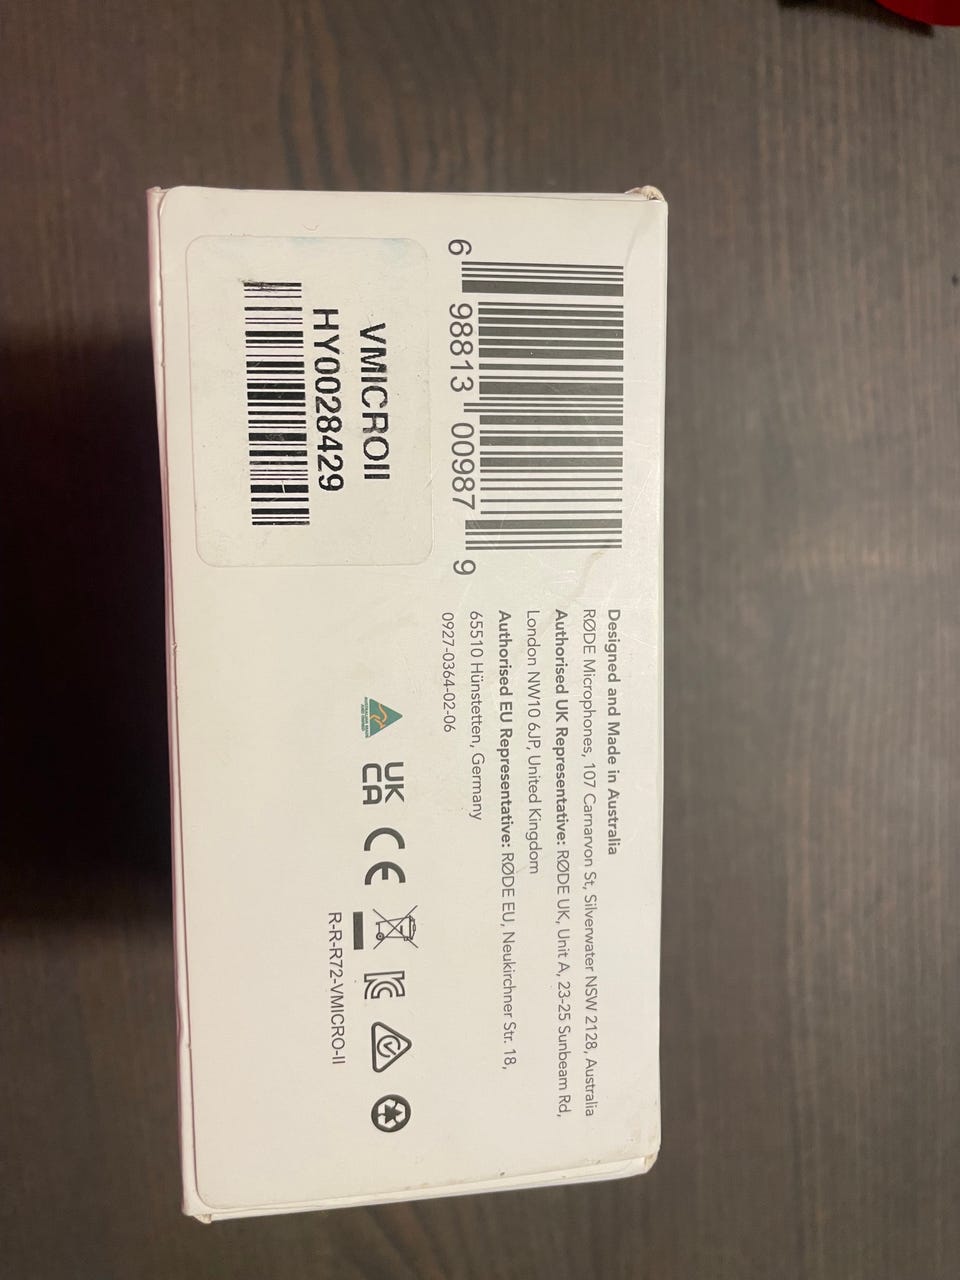 6 98813 00987 9
VMICROII
HY0028429
Designed and Made in Australia
RØDE Microphones, 107 Carnarvon St, Silverwater NSW 2128, Australia
Authorised UK Representative: RØDE UK, Unit A, 23-25 Sunbeam Rd,
London NW10 6JP, United Kingdom
Authorised EU Representative: RØDE EU, Neukirchner Str. 18,
65510 Hünstetten, Germany
0927-0364-02-06
UK
CA
CE
R-R-R72-VMICRO-II